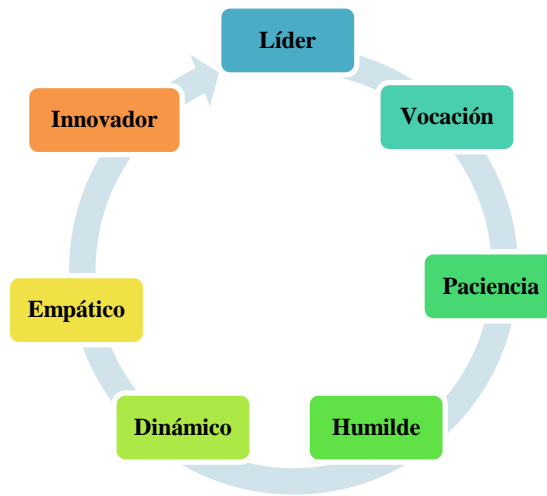 Líder
Vocación
Paciencia
Humilde
Dinámico
Empático
Innovador